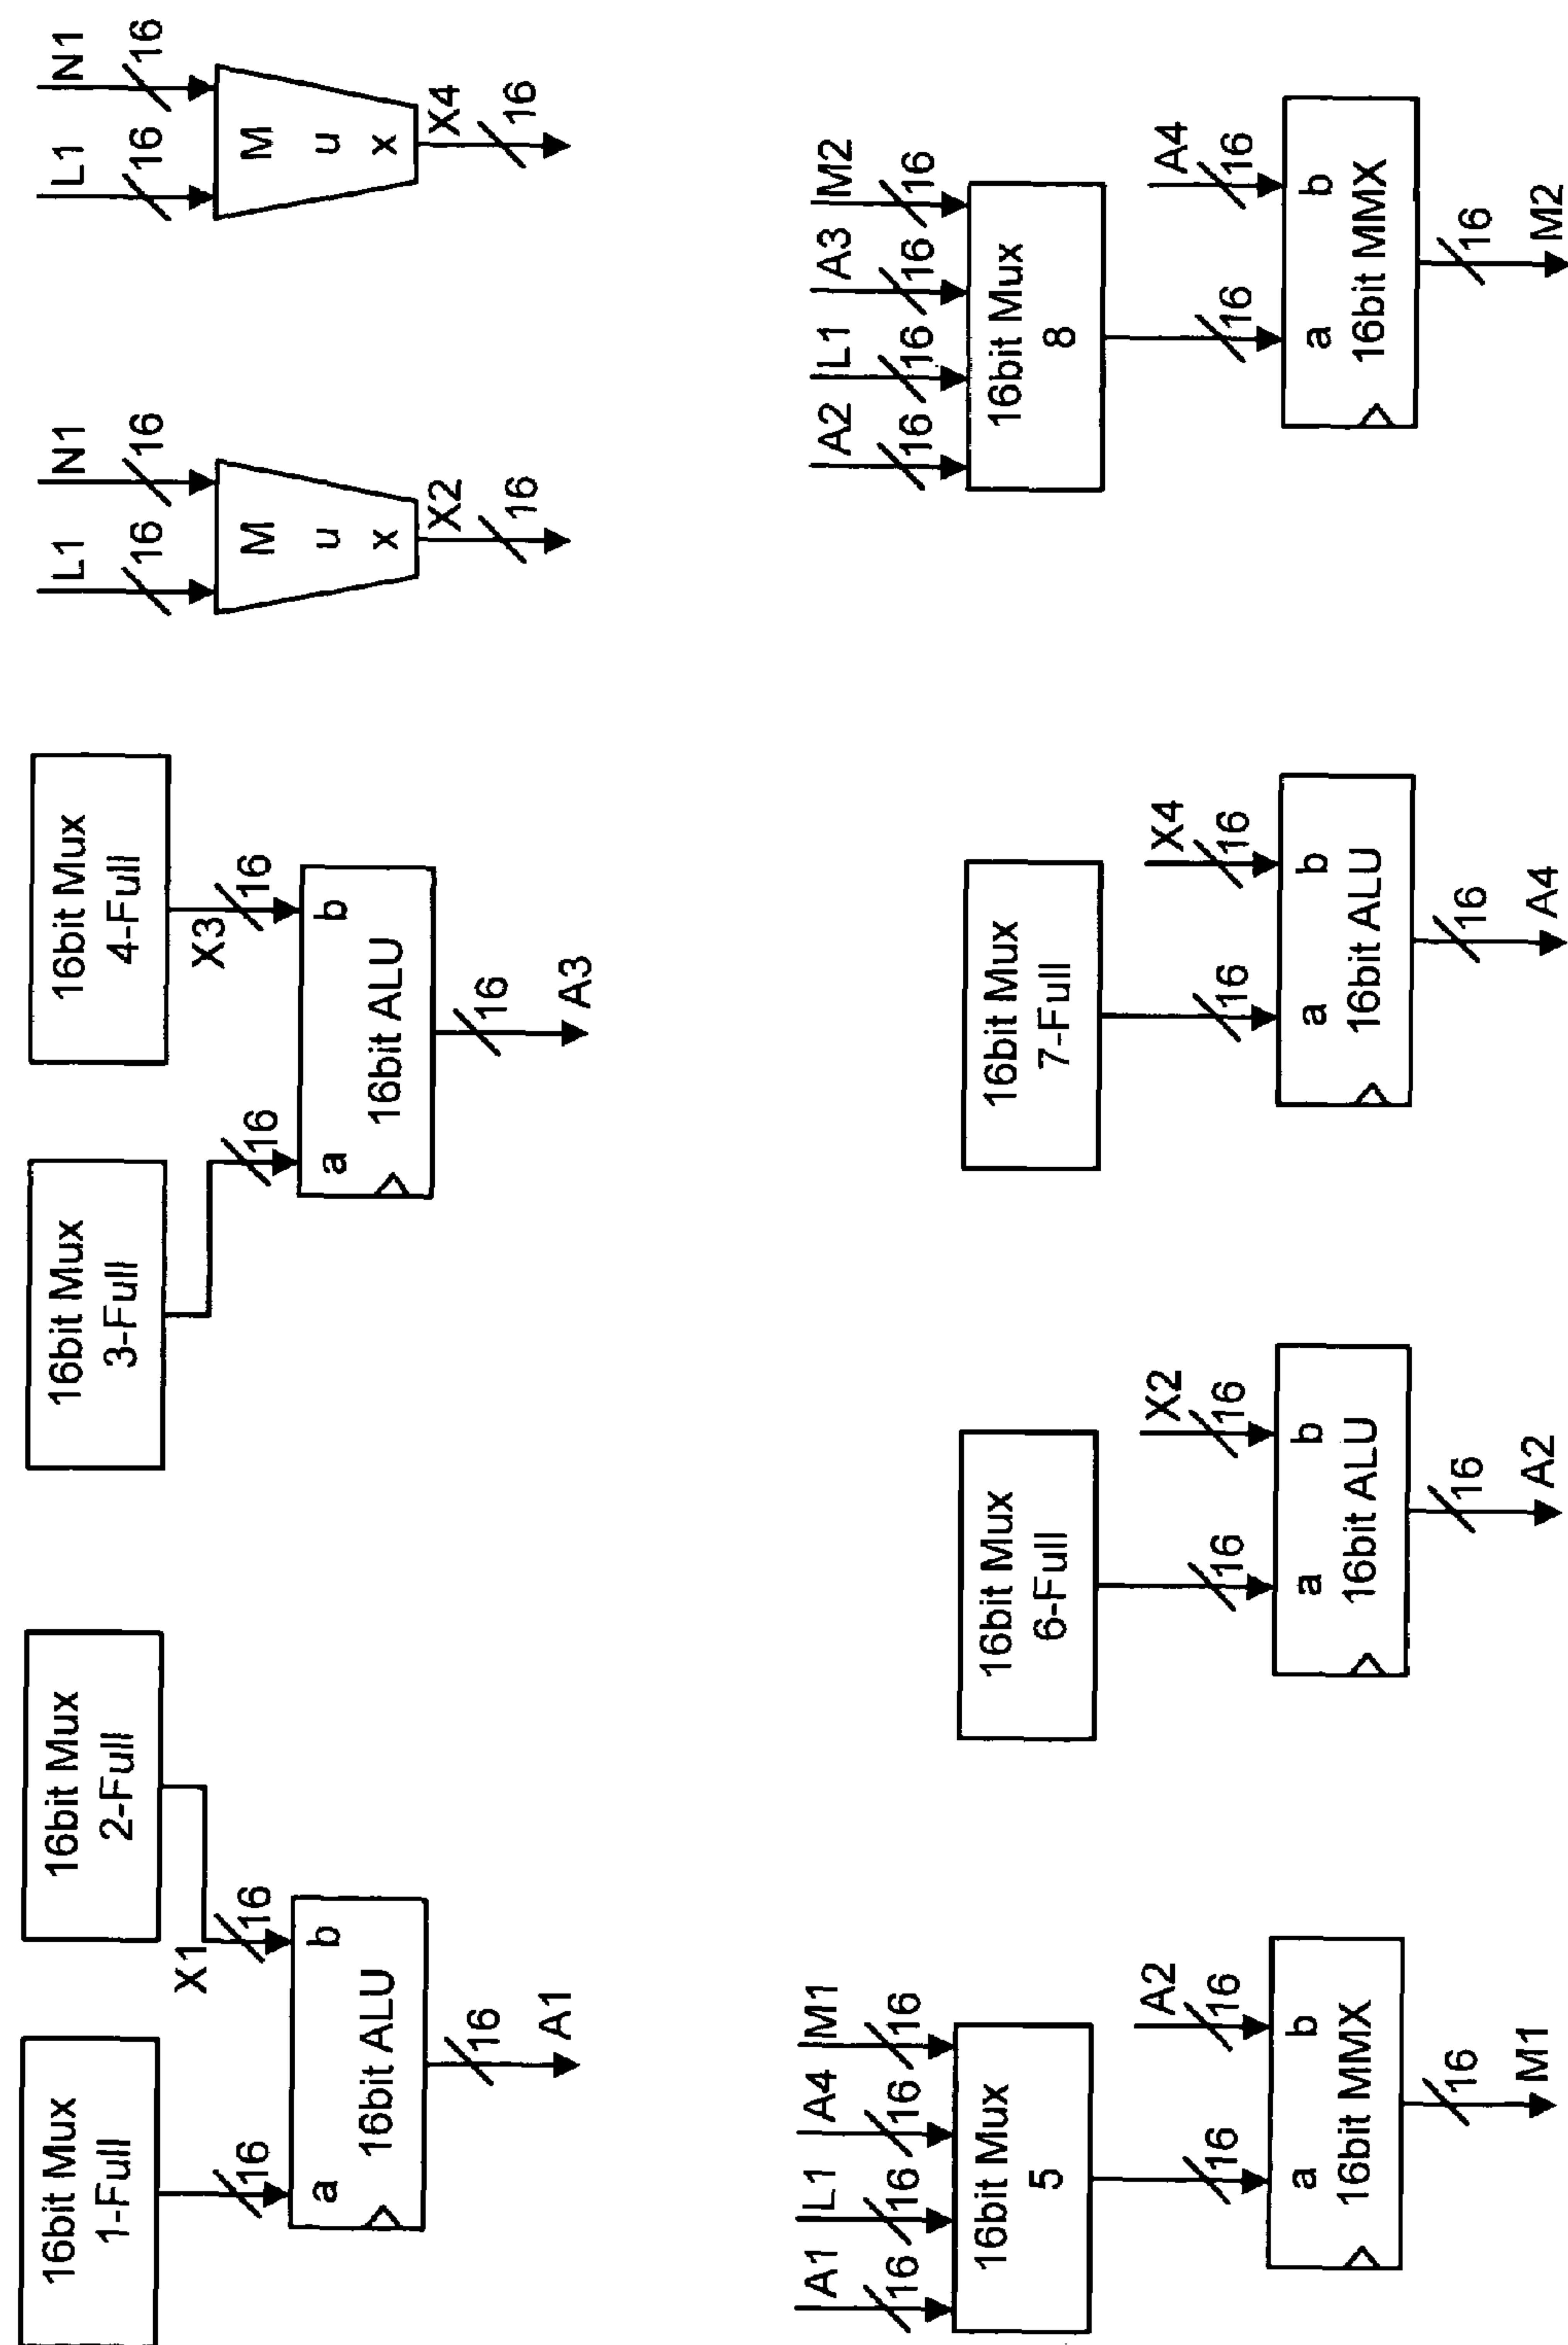 16bit Mux
1-Full
16bit Mux
2-Full
X1
16
16
a
b
16bit ALU
16
A1
16bit Mux
3-Full
16bit Mux
4-Full
X3
16
16
a
b
16bit ALU
16
A3
L1
N1
16
16
M
u
x
X2
16
L1
N1
16
16
M
u
x
X4
16
A1
L1
A4
M1
16
16
16
16
16bit Mux
5
A2
16
16
a
b
16bit MMX
16
M1
16bit Mux
6-Full
X2
16
16
a
b
16bit ALU
16
A2
16bit Mux
7-Full
X4
16
16
a
b
16bit ALU
16
A4
A2
L1
A3
M2
16
16
16
16
16bit Mux
8
A4
16
16
a
b
16bit MMX
16
M2